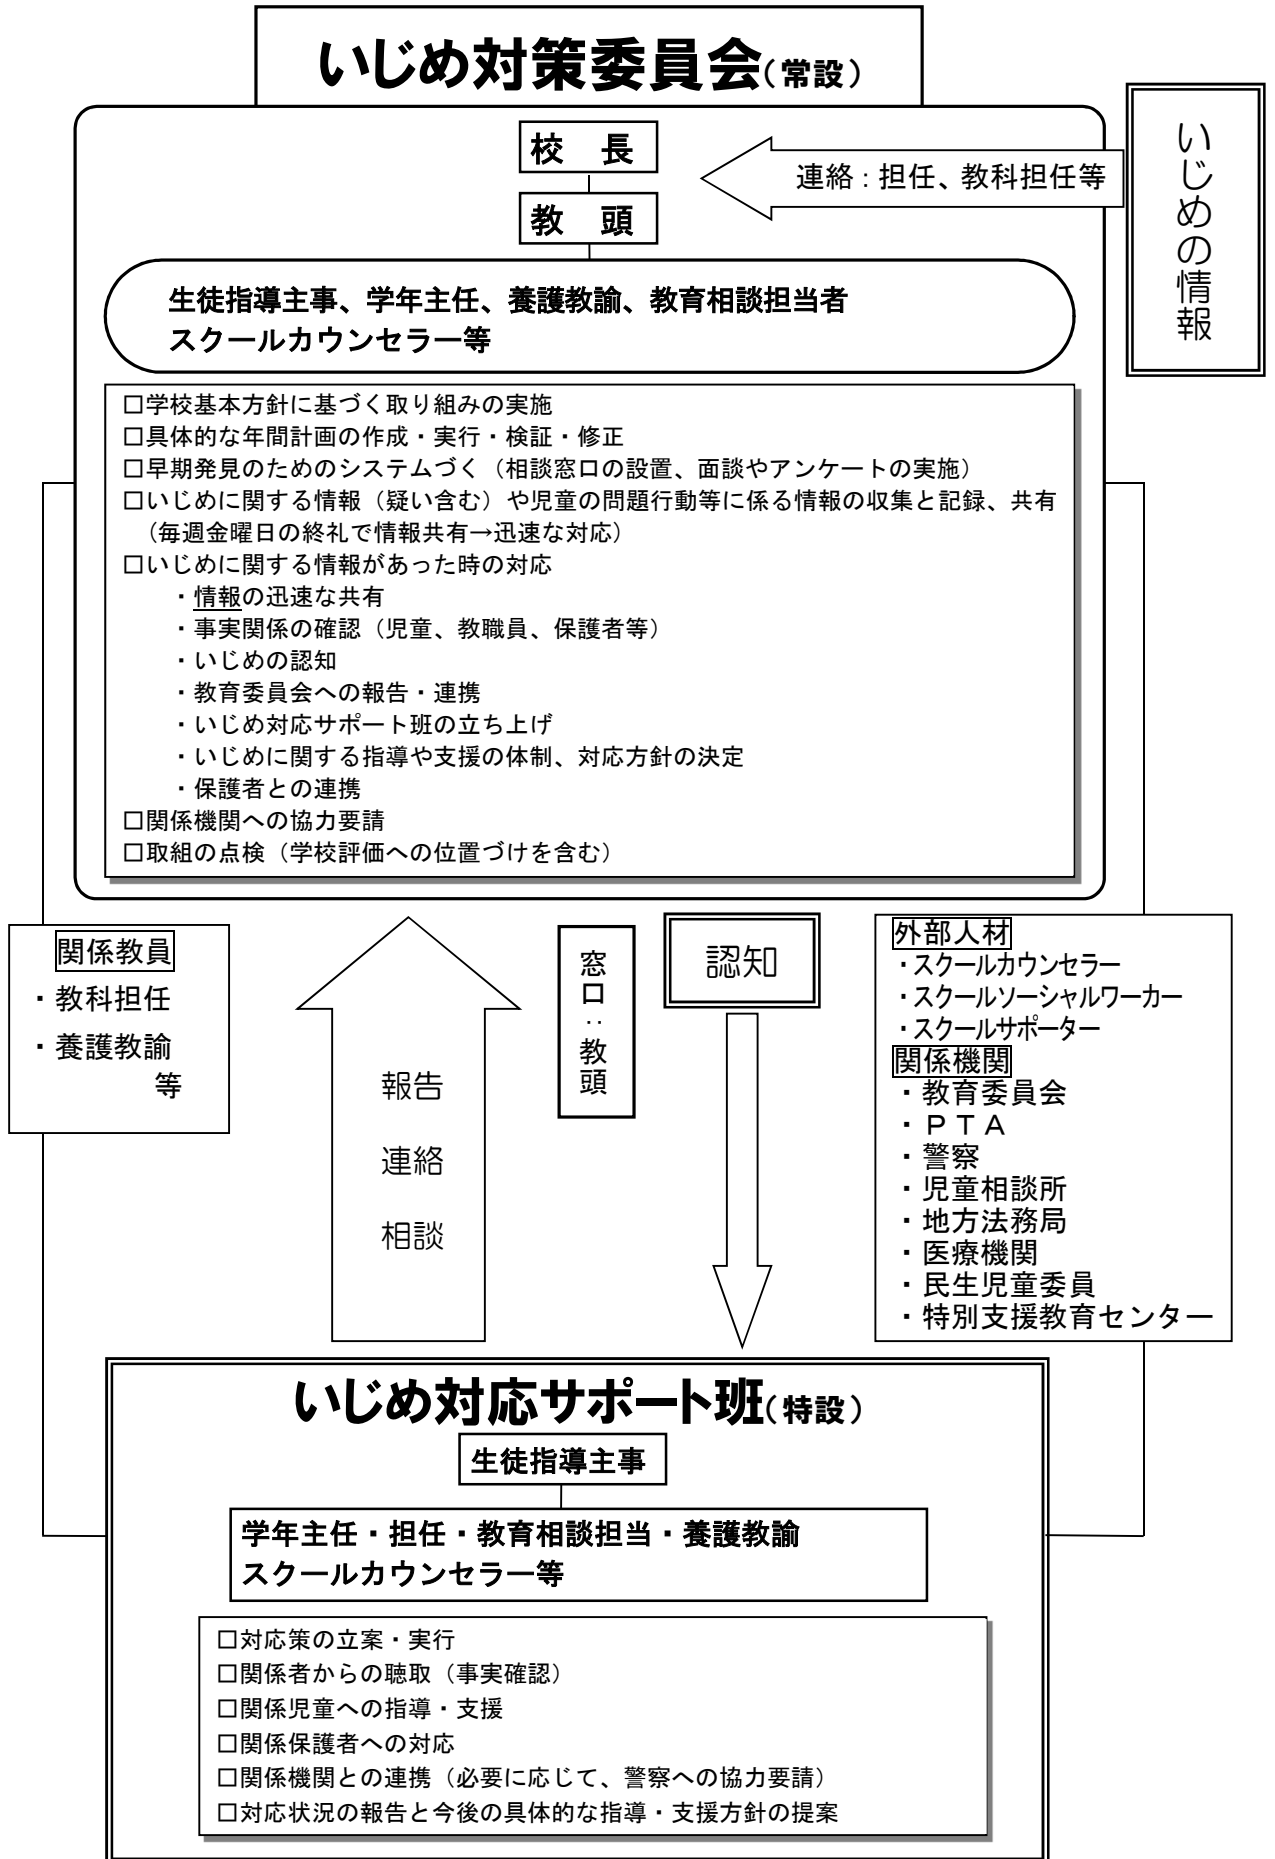 いじめ対策委員会（常設）
校　長
連絡：担任、教科担任等
いじめの情報
教　頭
生徒指導主事、学年主任、養護教諭、教育相談担当者
スクールカウンセラー等
□学校基本方針に基づく取り組みの実施
□具体的な年間計画の作成・実行・検証・修正
□早期発見のためのシステムづく（相談窓口の設置、面談やアンケートの実施）
□いじめに関する情報（疑い含む）や児童の問題行動等に係る情報の収集と記録、共有
（毎週金曜日の終礼で情報共有→迅速な対応）
□いじめに関する情報があった時の対応
・情報の迅速な共有
・事実関係の確認（児童、教職員、保護者等）
・いじめの認知
・教育委員会への報告・連携
・いじめ対応サポート班の立ち上げ
・いじめに関する指導や支援の体制、対応方針の決定
・保護者との連携
□関係機関への協力要請
□取組の点検（学校評価への位置づけを含む）
関係教員
・教科担任
・養護教諭
等
報告
連絡
相談
窓口：教頭
認知
外部人材
・スクールカウンセラー
・スクールソーシャルワーカー
・スクールサポーター
関係機関
・教育委員会
・ＰＴＡ
・警察
・児童相談所
・地方法務局
・医療機関
・民生児童委員
・特別支援教育センター
いじめ対応サポート班（特設）
生徒指導主事
学年主任・担任・教育相談担当・養護教諭
スクールカウンセラー等
□対応策の立案・実行
□関係者からの聴取（事実確認）
□関係児童への指導・支援
□関係保護者への対応
□関係機関との連携（必要に応じて、警察への協力要請）
□対応状況の報告と今後の具体的な指導・支援方針の提案